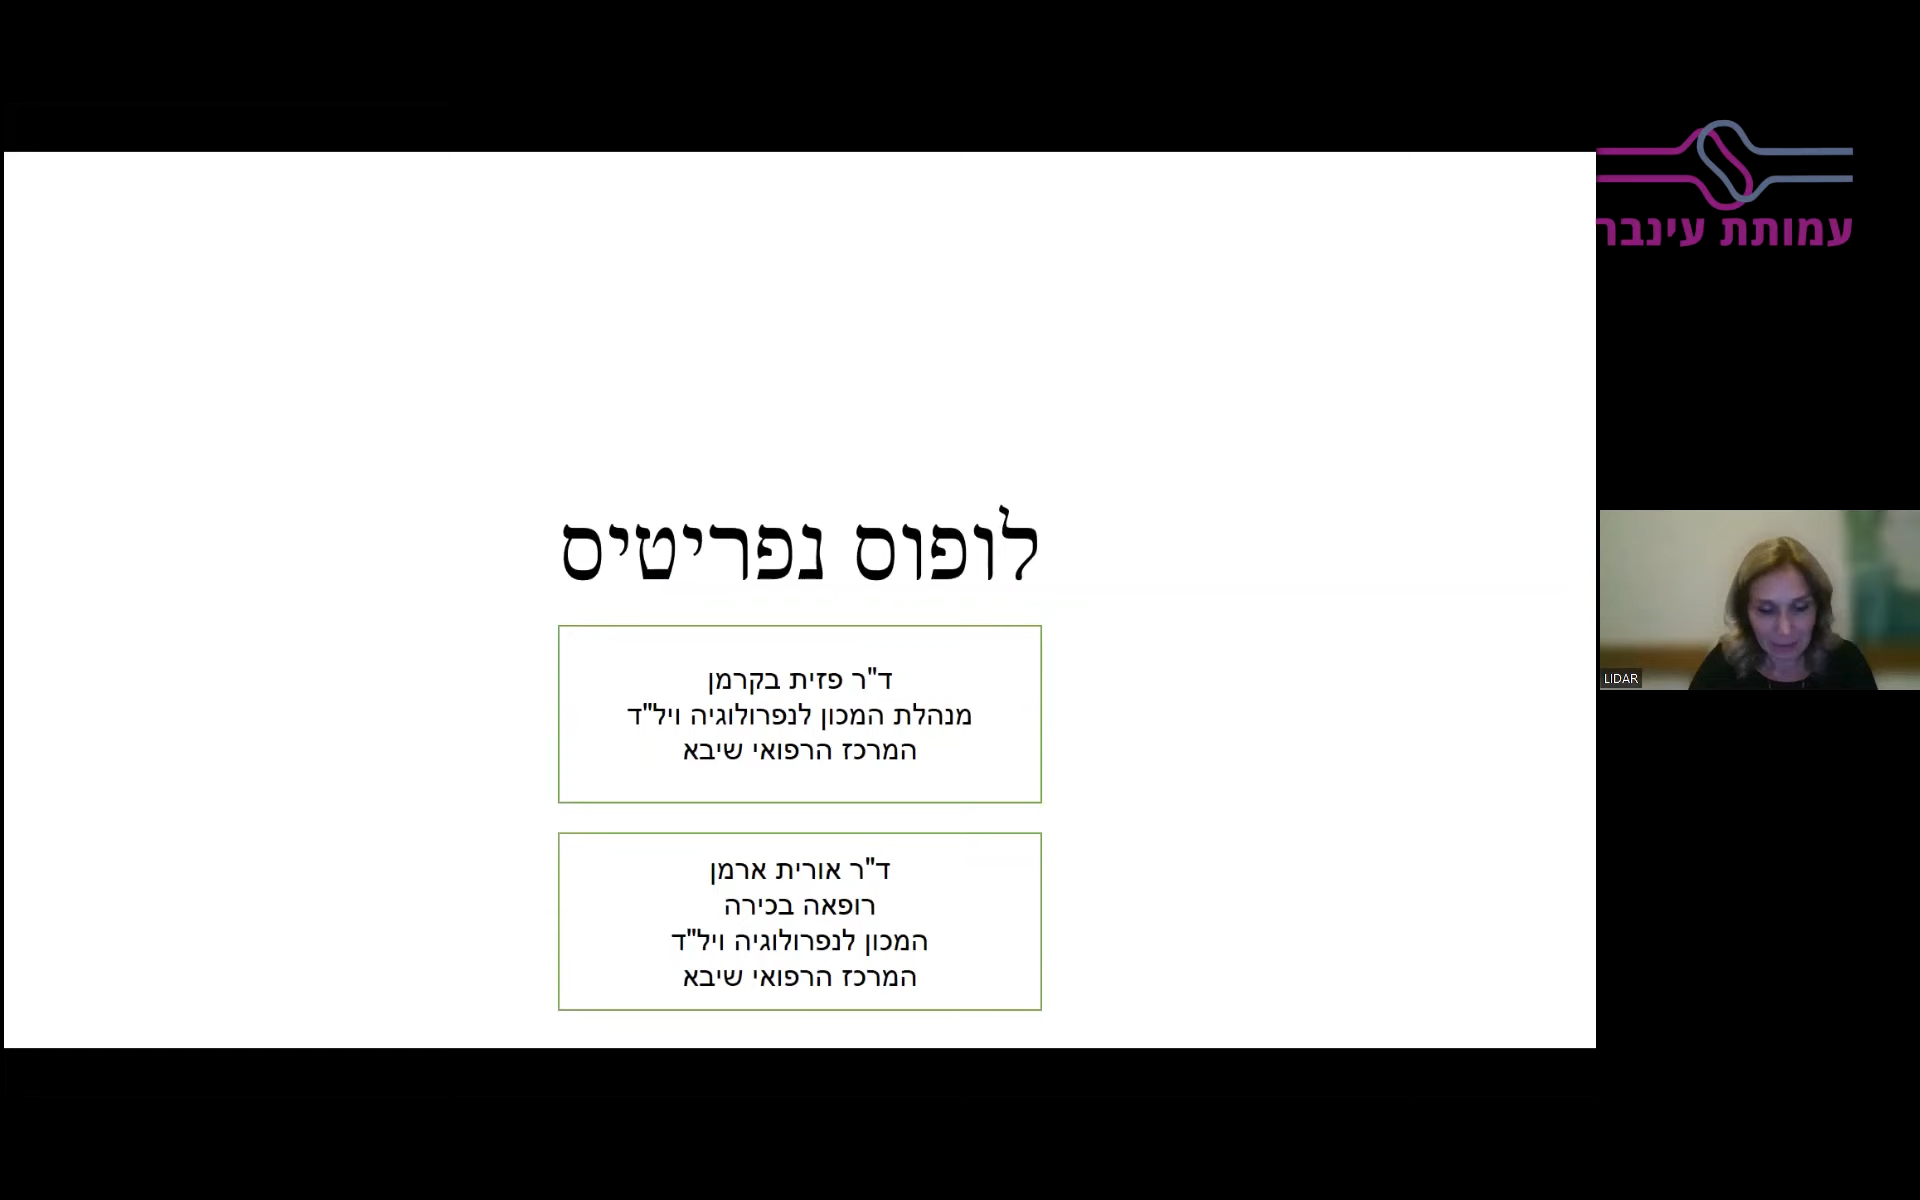 עמותת עינבר
לופוס נפריטיס
ד"ר פזית בקרמן
מנהלת המכון לנפרולוגיה ויל"ד
המרכז הרפואי שיבא
ד"ר אורית ארמן
רופאה בכירה
המכון לנפרולוגיה ויל"ד
המרכז הרפואי שיבא
LIDAR